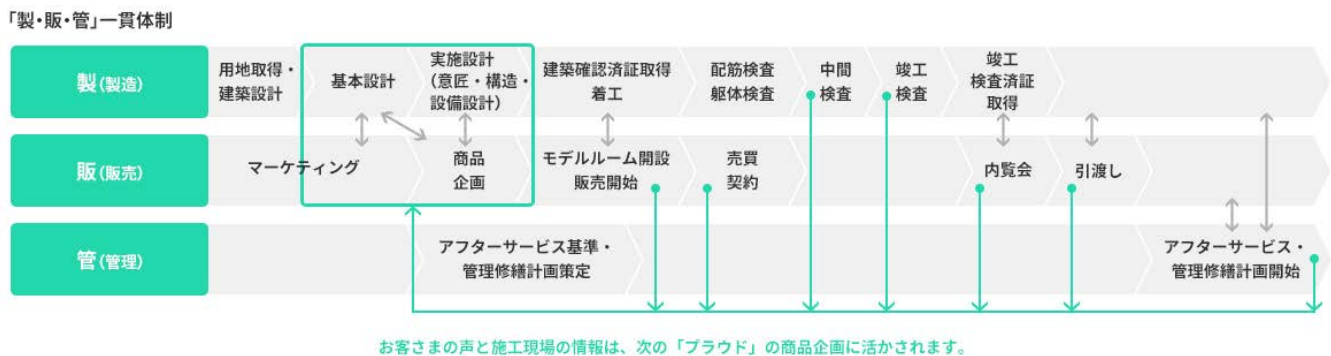 「製・販・管」一貫体制
製(製造)
用地取得・
建築設計
基本設計
実施設計
（意匠・構造・
設備設計）
建築確認済証取得
着工
配筋検査
躯体検査
中間
検査
竣工
検査
竣工
検査済証
取得
販(販売)
マーケティング
商品
企画
モデルルーム開設
販売開始
売買
契約
内覧会
引渡し
管(管理)
アフターサービス基準・
管理修繕計画策定
アフターサービス・
管理修繕計画開始
お客さまの声と施工現場の情報は、次の「プラウド」の商品企画に活かされます。